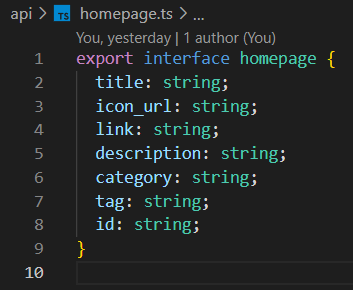 api > TS homepage.ts > ...
You, yesterday | 1 author (You)
1 export interface homepage {
2 title: string;
3 icon_url: string;
4 link: string;
5 description: string;
6 category: string;
7 tag: string;
8 id: string;
9 }
10